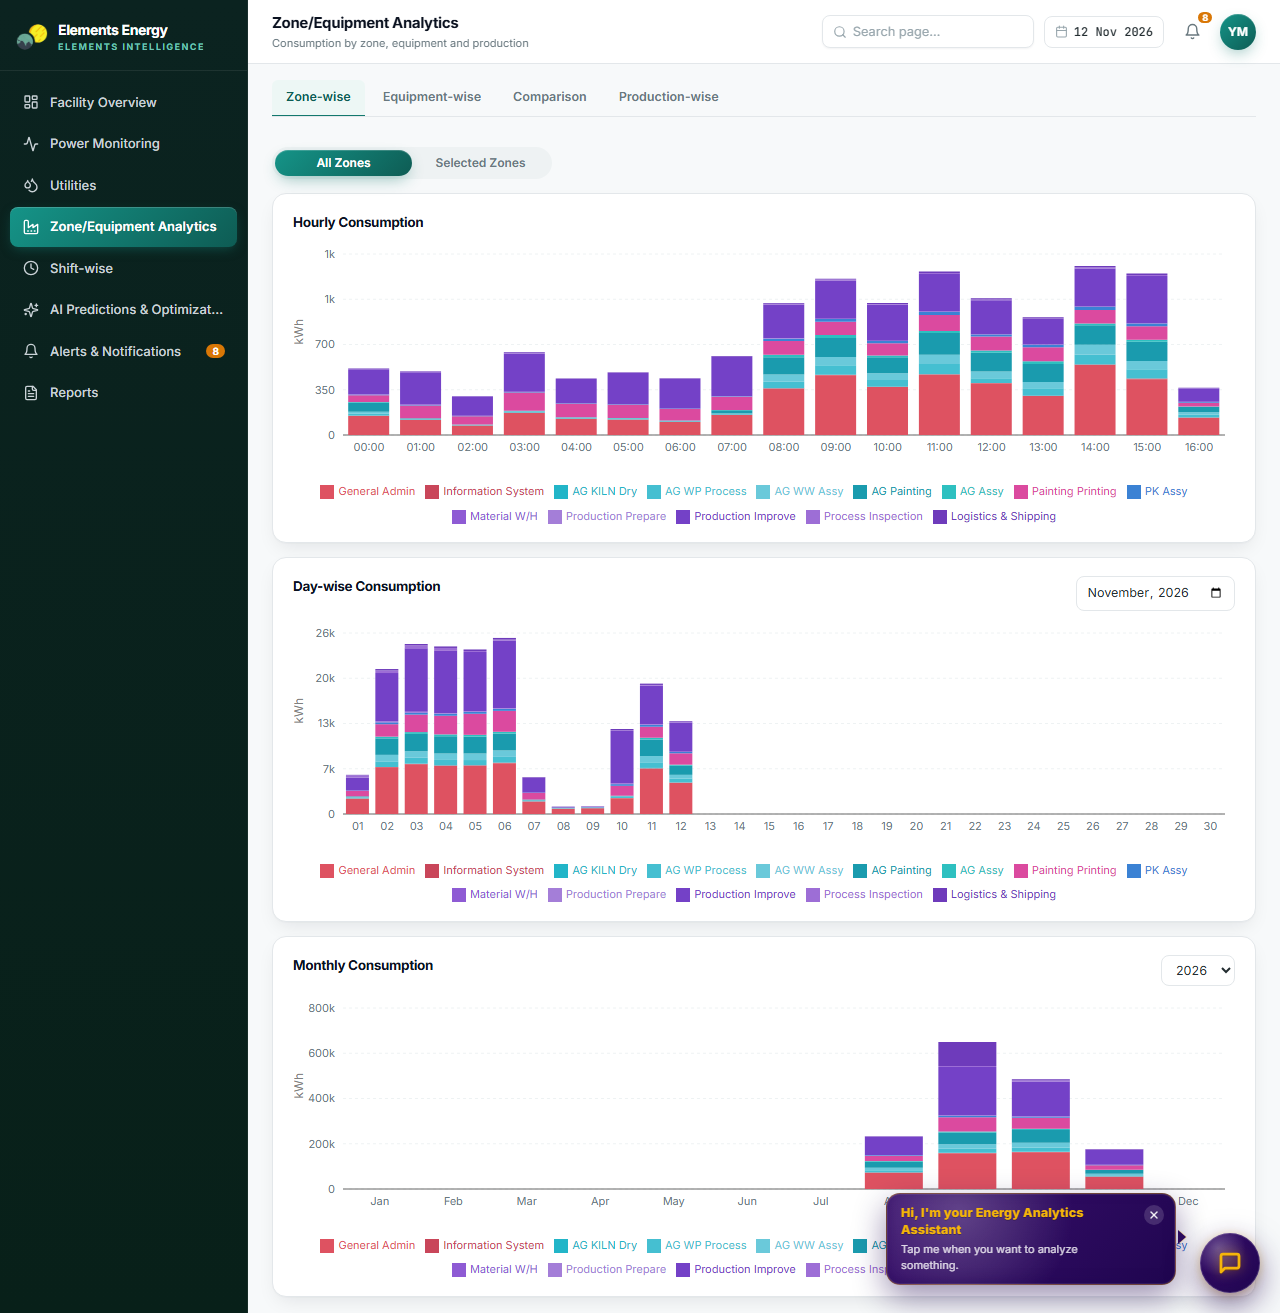 Elements Energy
ELEMENTS INTELLIGENCE
Facility Overview
Power Monitoring
Utilities
Zone/Equipment Analytics
Shift-wise
AI Predictions & Optimizat...
Alerts & Notifications 8
Reports
Zone/Equipment Analytics
Consumption by zone, equipment and production
Search page...
12 Nov 2026
8
YM
Zone-wise Equipment-wise Comparison Production-wise
All Zones Selected Zones
Hourly Consumption
1k
1k
700
350
0
kWh
00:00 01:00 02:00 03:00 04:00 05:00 06:00 07:00 08:00 09:00 10:00 11:00 12:00 13:00 14:00 15:00 16:00
General Admin Information System AG KILN Dry AG WP Process AG WW Assy AG Painting AG Assy Painting Printing PK Assy
Material W/H Production Prepare Production Improve Process Inspection Logistics & Shipping
Day-wise Consumption
November, 2026
26k
20k
13k
7k
0
kWh
01 02 03 04 05 06 07 08 09 10 11 12 13 14 15 16 17 18 19 20 21 22 23 24 25 26 27 28 29 30
General Admin Information System AG KILN Dry AG WP Process AG WW Assy AG Painting AG Assy Painting Printing PK Assy
Material W/H Production Prepare Production Improve Process Inspection Logistics & Shipping
Monthly Consumption
2026
800k
600k
400k
200k
0
kWh
Jan Feb Mar Apr May Jun Jul Dec
General Admin Information System AG KILN Dry AG WP Process AG WW Assy AG
Material W/H Production Prepare Production Improve Process
Hi, I'm your Energy Analytics
Assistant
Tap me when you want to analyze
something.